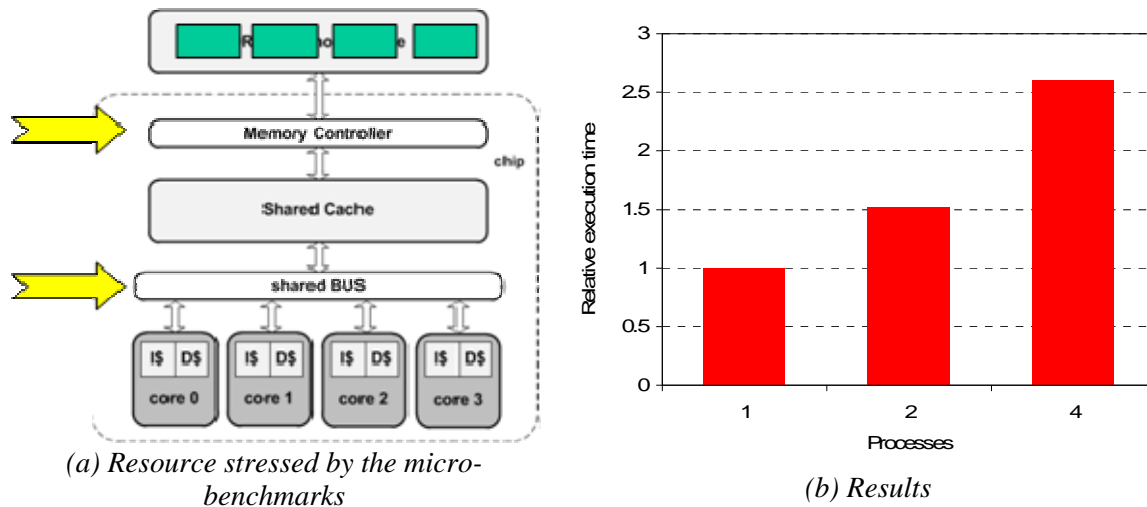 Memory Controller
chip
Shared Cache
shared BUS
I$ D$ I$ D$ I$ D$ I$ D$
core 0 core 1 core 2 core 3
(a) Resource stressed by the micro-
benchmarks
3
2.5
2
1.5
1
0.5
0
Relative execution time
1 2 4
Processes
(b) Results